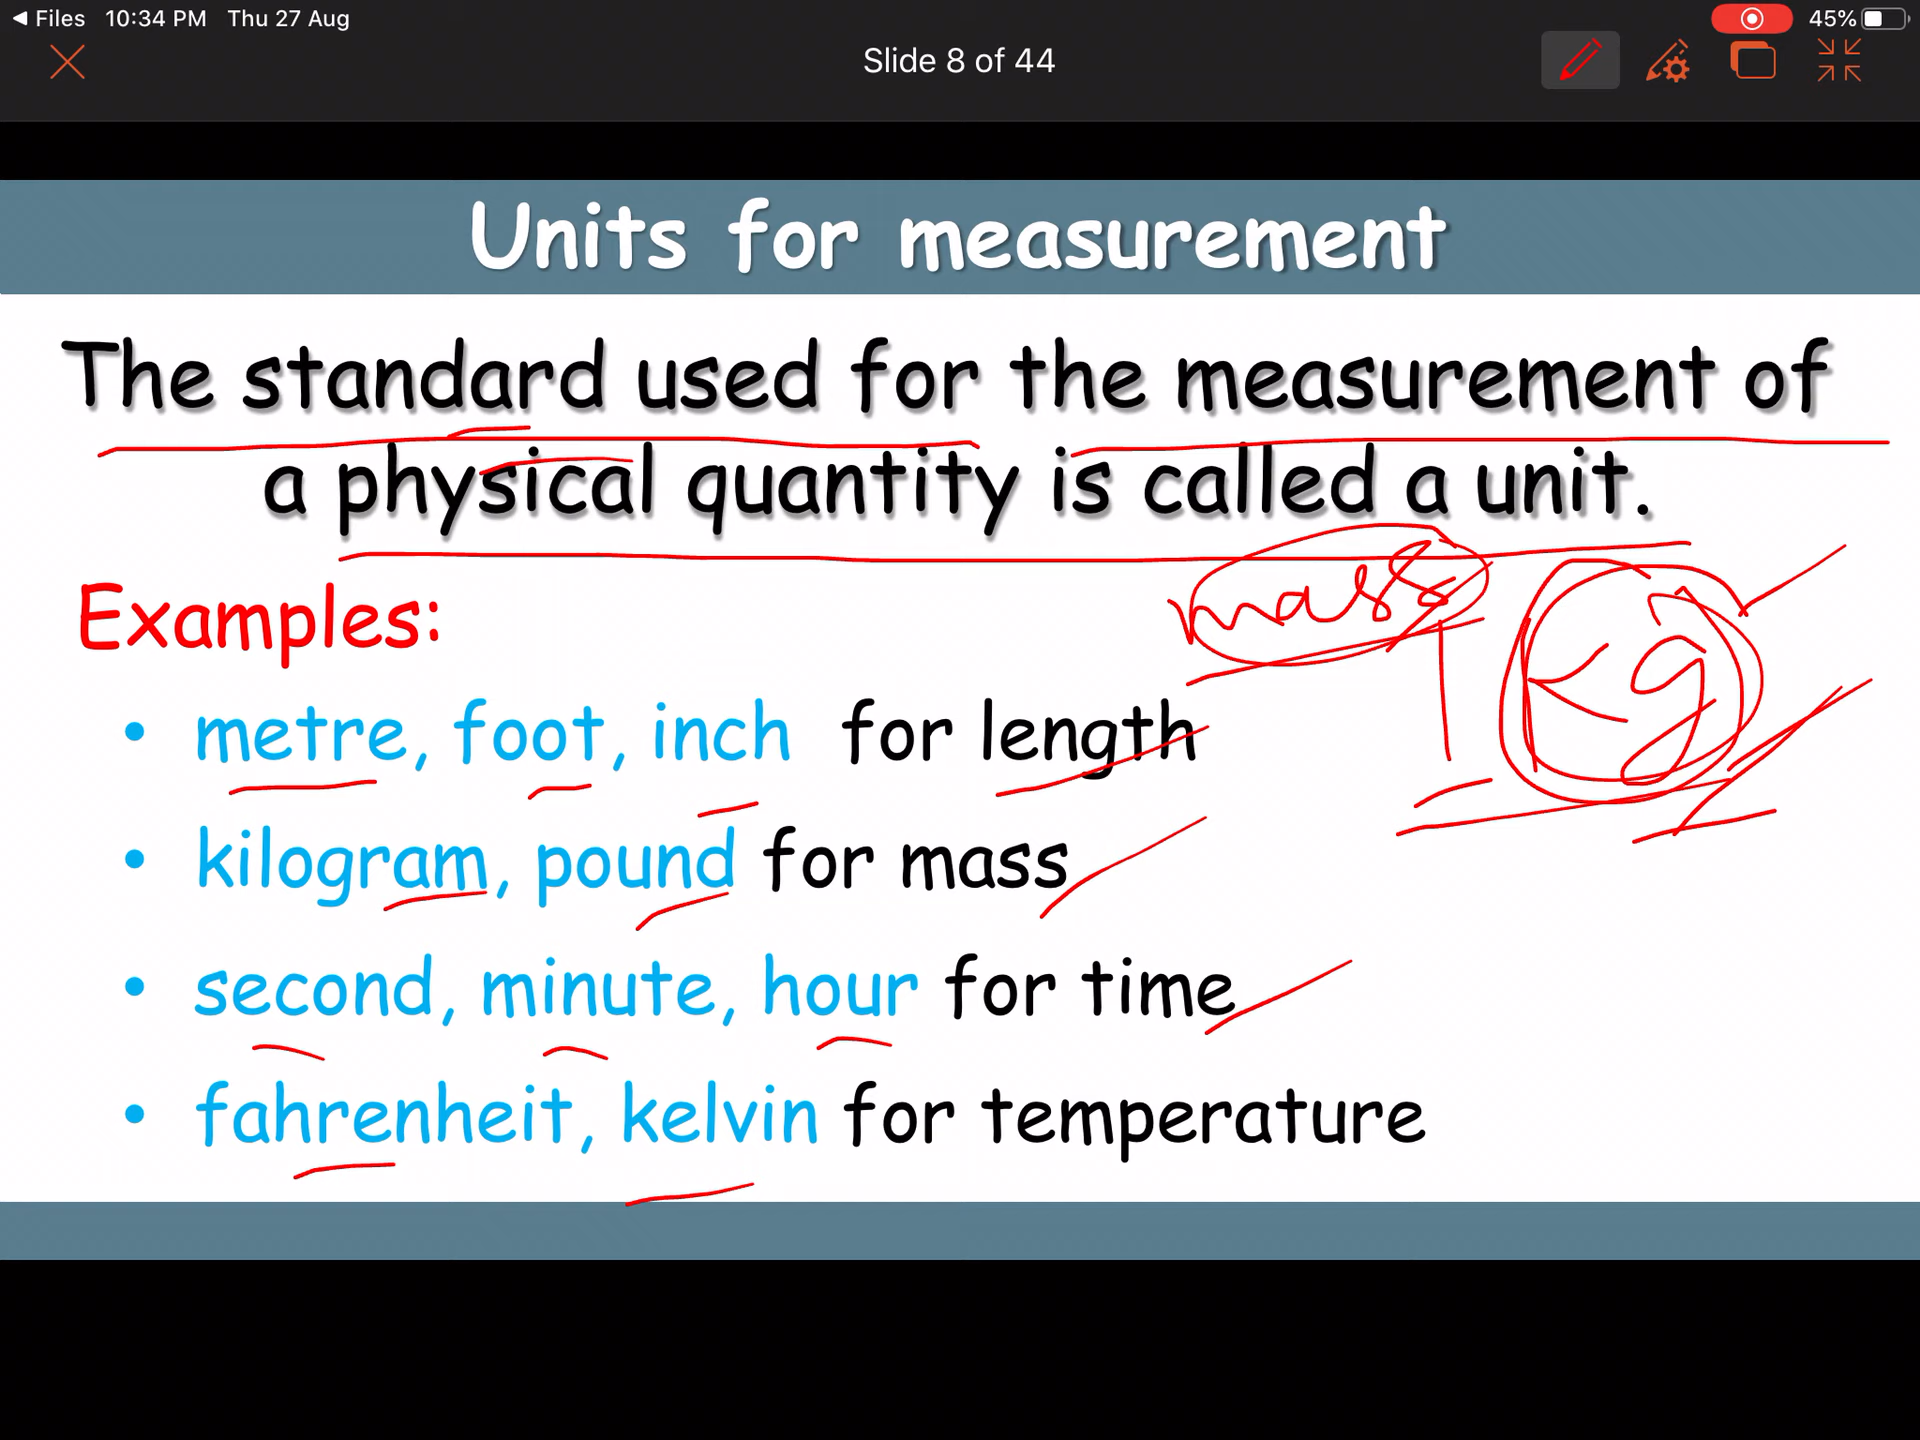 Files 10:34 PM Thu 27 Aug 45%
Slide 8 of 44
Units for measurement
The standard used for the measurement of
a physical quantity is called a unit.
mass
1 kg
Examples:
• metre, foot, inch for length
• kilogram, pound for mass
• second, minute, hour for time
• fahrenheit, kelvin for temperature